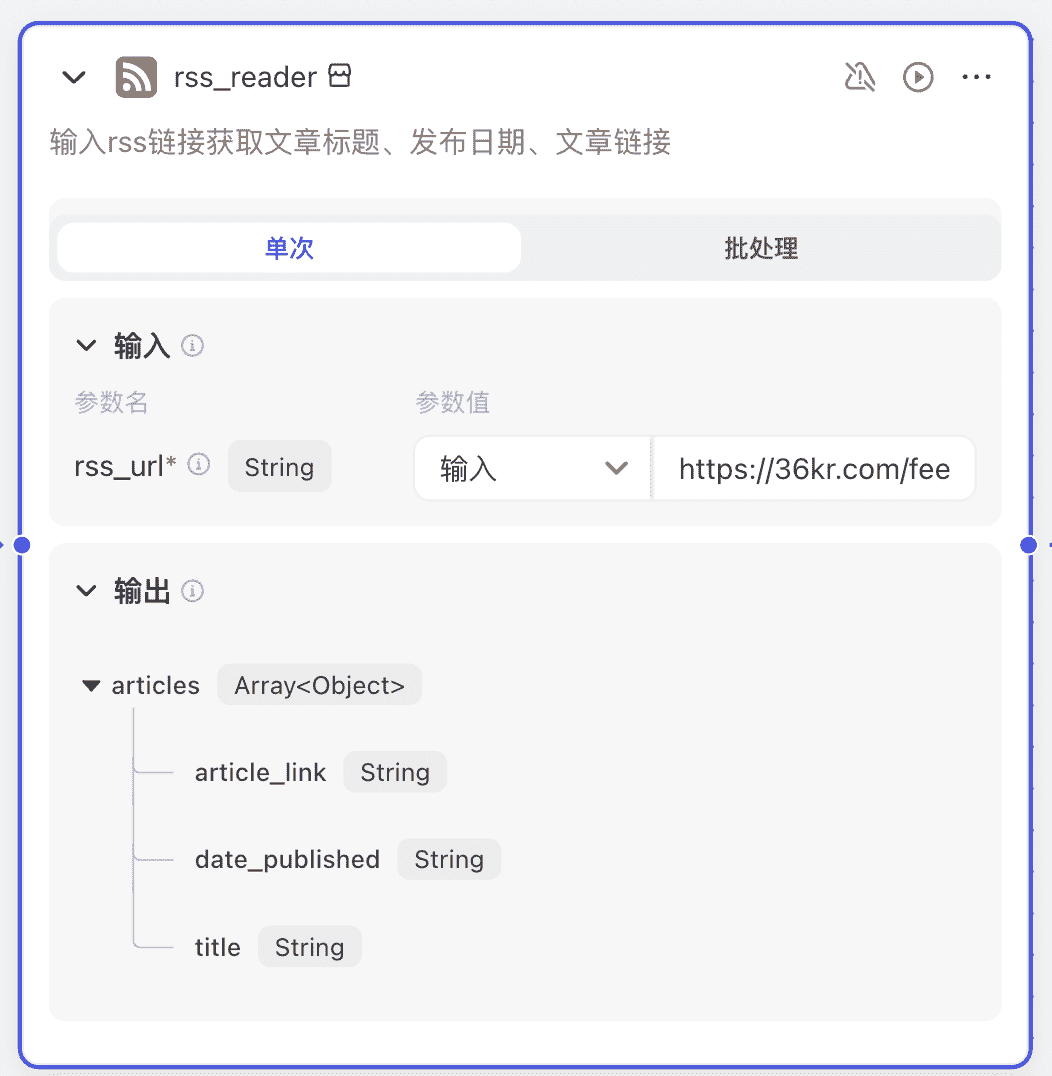 rss_reader
输入rss链接获取文章标题、发布日期、文章链接
单次 批处理
输入
参数名 参数值
rss_url* String 输入 https://36kr.com/fee
输出
articles Array<Object>
article_link String
date_published String
title String